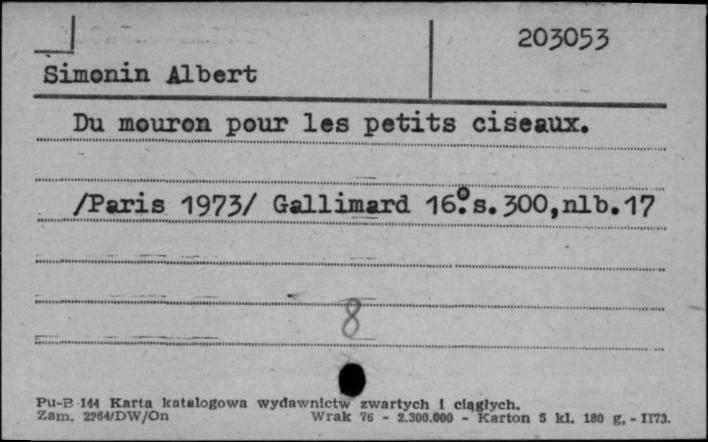 203053
Simonin Albert
Du mouron pour les petits ciseaux.
/Paris 1973/ Gallimard 16°.s.300,nlb.17
8
Pu-B 144 Karta katalogowa wydawnictw zwartych i ciągłych.
Zam. 2264/DW/On Wrak 76 - 2.300.000 - Karton 5 kl. 180 g, - II73.